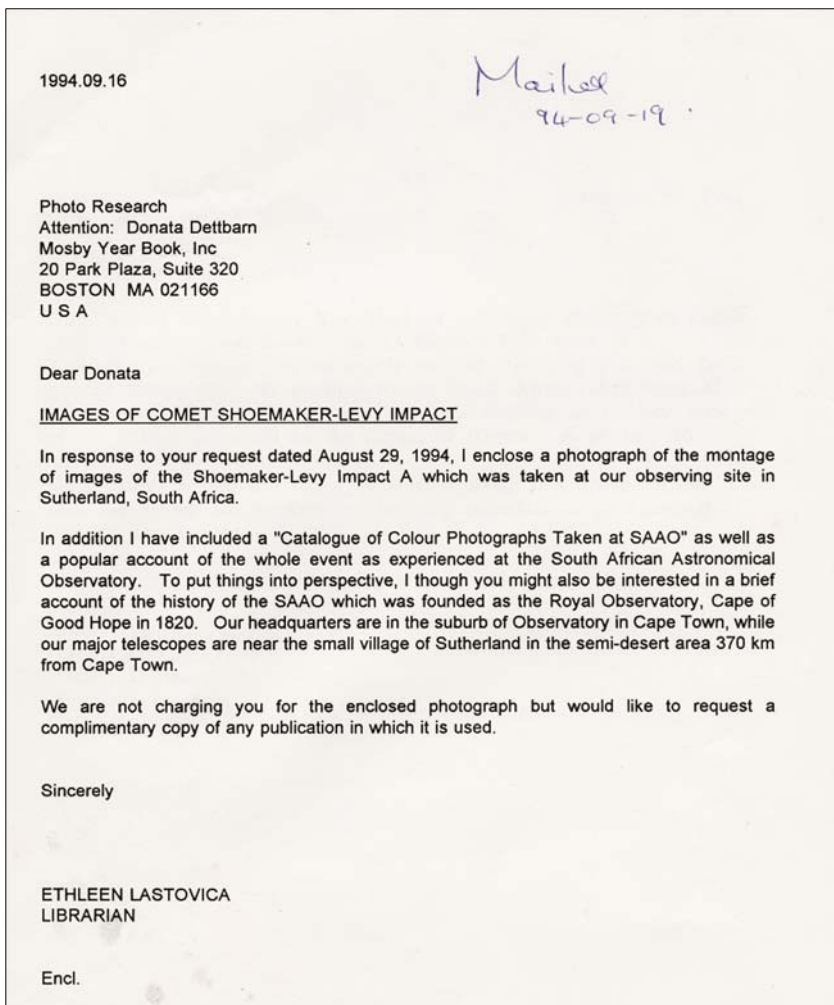 1994.09.16
Mailed
94-09-19.
Photo Research
Attention: Donata Dettbarn
Mosby Year Book, Inc
20 Park Plaza, Suite 320
BOSTON MA 021166
U S A
Dear Donata
IMAGES OF COMET SHOEMAKER-LEVY IMPACT
In response to your request dated August 29, 1994, I enclose a photograph of the montage
of images of the Shoemaker-Levy Impact A which was taken at our observing site in
Sutherland, South Africa.
In addition I have included a "Catalogue of Colour Photographs Taken at SAAO" as well as
a popular account of the whole event as experienced at the South African Astronomical
Observatory. To put things into perspective, I though you might also be interested in a brief
account of the history of the SAAO which was founded as the Royal Observatory, Cape of
Good Hope in 1820. Our headquarters are in the suburb of Observatory in Cape Town, while
our major telescopes are near the small village of Sutherland in the semi-desert area 370 km
from Cape Town.
We are not charging you for the enclosed photograph but would like to request a
complimentary copy of any publication in which it is used.
Sincerely
ETHLEEN LASTOVICA
LIBRARIAN
Encl.